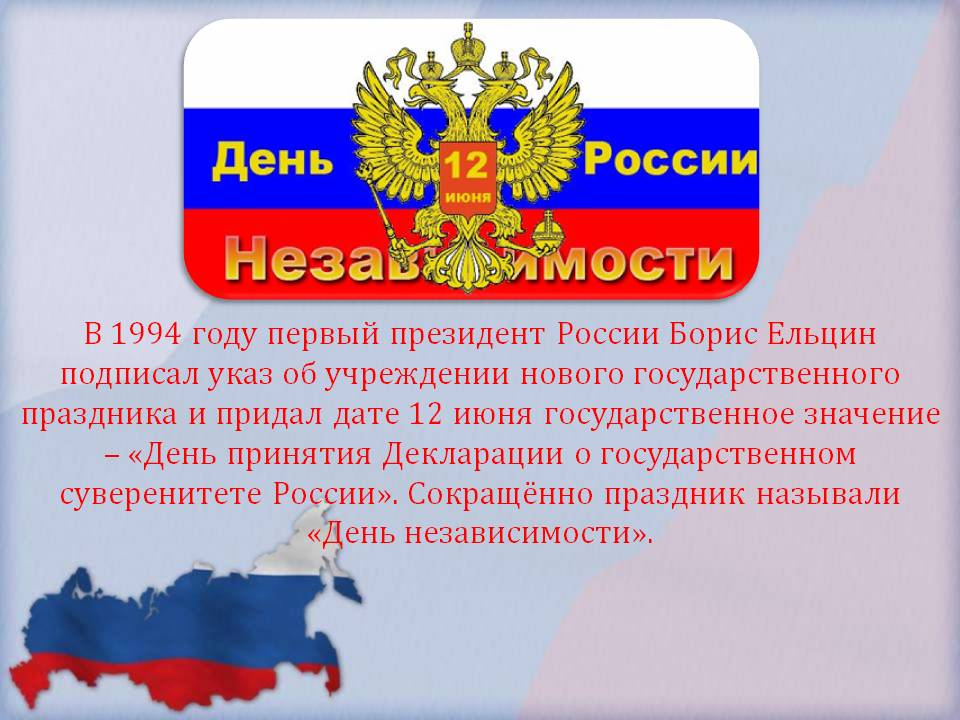 День 12 России
июня
Независимости
В 1994 году первый президент России Борис Ельцин
подписал указ об учреждении нового государственного
праздника и придал дате 12 июня государственное значение
– «День принятия Декларации о государственном
суверенитете России». Сокращённо праздник называли
«День независимости».